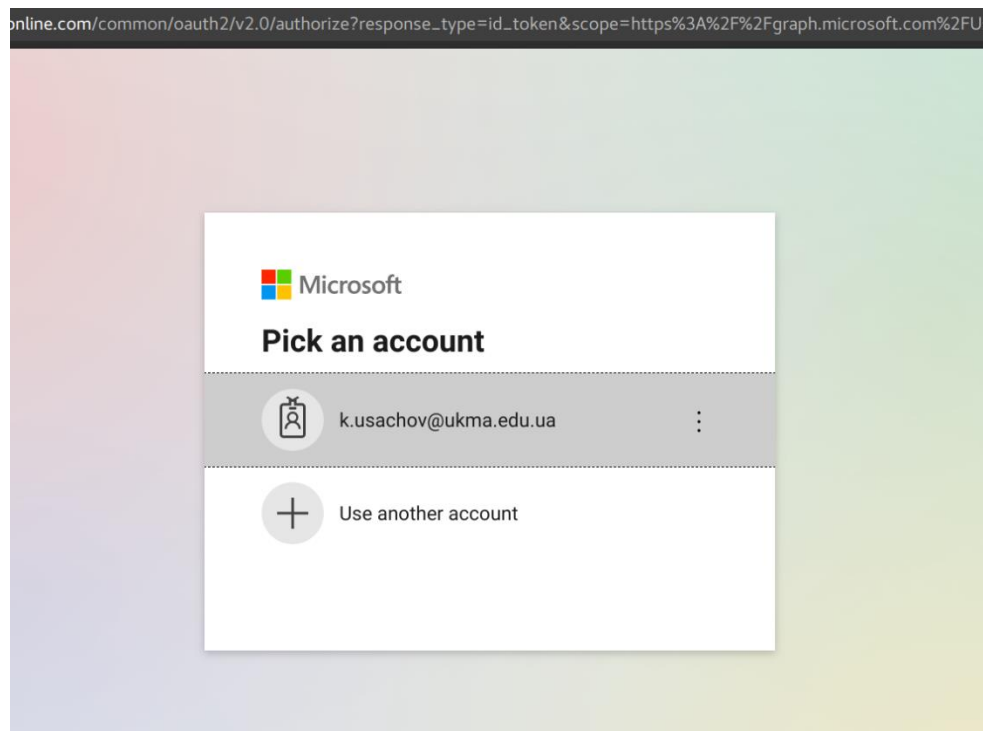 online.com/common/oauth2/v2.0/authorize?response_type=id_token&scope=https%3A%2F%2Fgraph.microsoft.com%2FU
Microsoft
Pick an account
k.usachov@ukma.edu.ua
Use another account